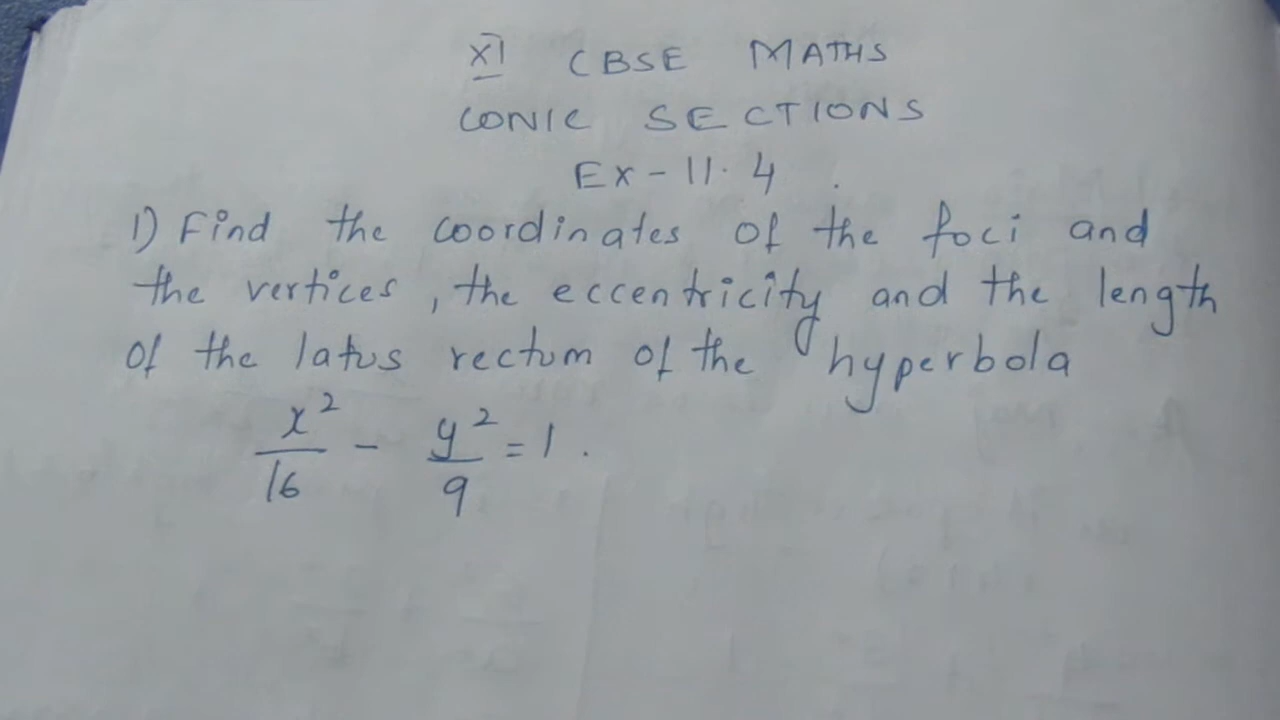 XI CBSE MATHS
CONIC SECTIONS
Ex - 11.4
1) Find the coordinates of the foci and
the vertices, the eccentricity and the length
of the latus rectum of the hyperbola
x²/16 - y²/9 = 1.